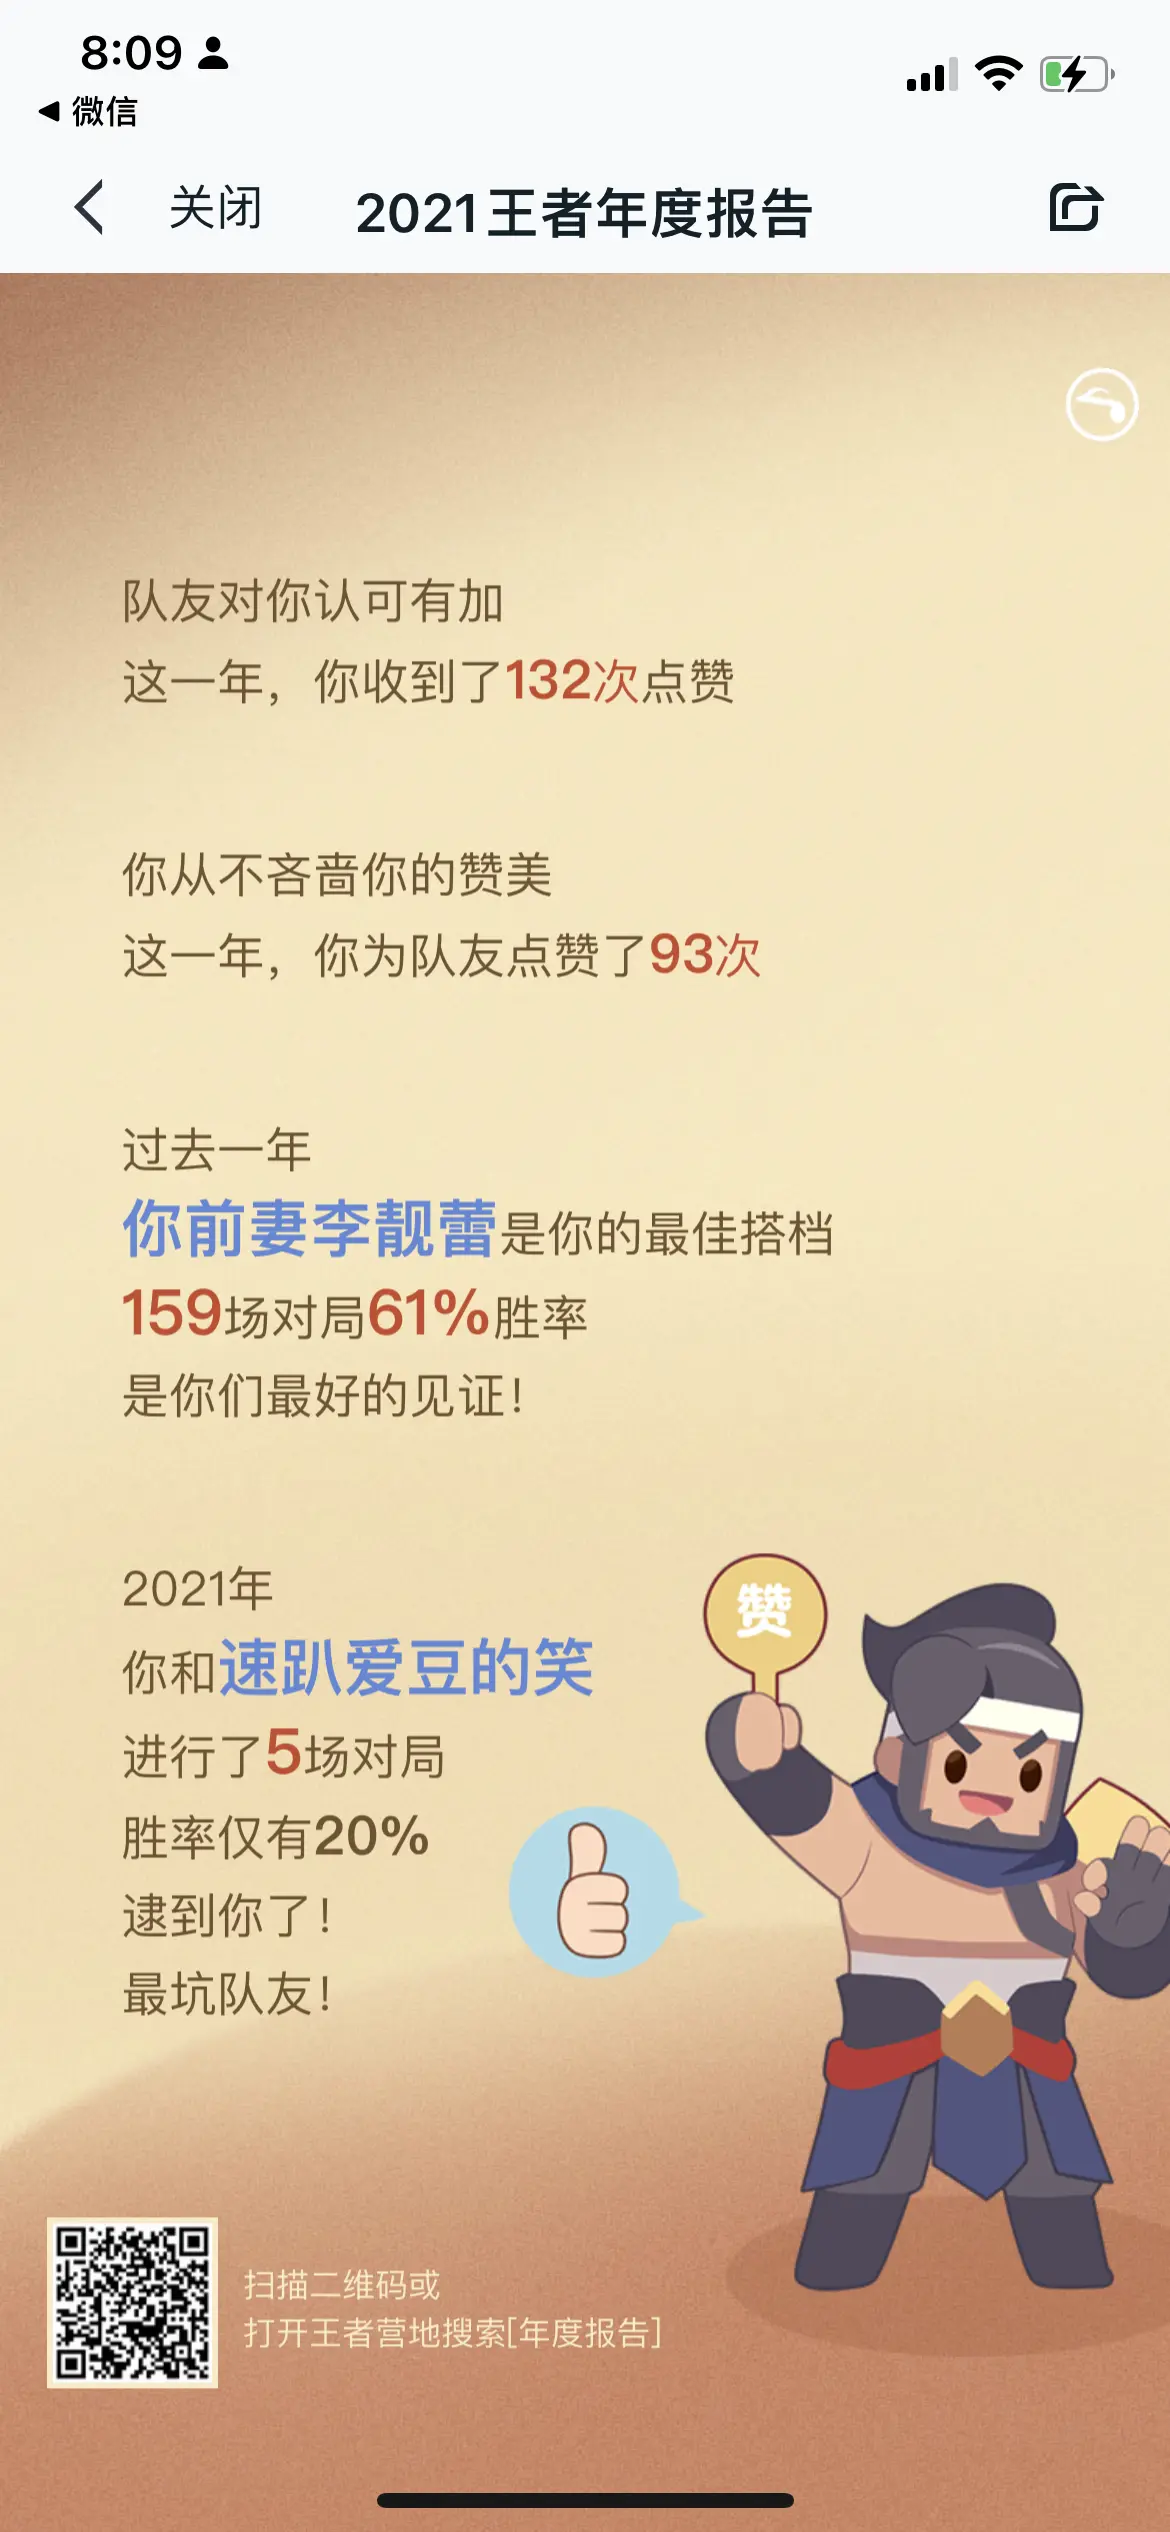 8:09
微信
关闭
2021王者年度报告
队友对你认可有加
这一年，你收到了132次点赞
你从不吝啬你的赞美
这一年，你为队友点赞了93次
过去一年
你前妻李靓蕾是你的最佳搭档
159场对局61%胜率
是你们最好的见证！
2021年
你和速趴爱豆的笑
进行了5场对局
胜率仅有20%
逮到你了！
最坑队友！
赞
扫描二维码或
打开王者营地搜索[年度报告]